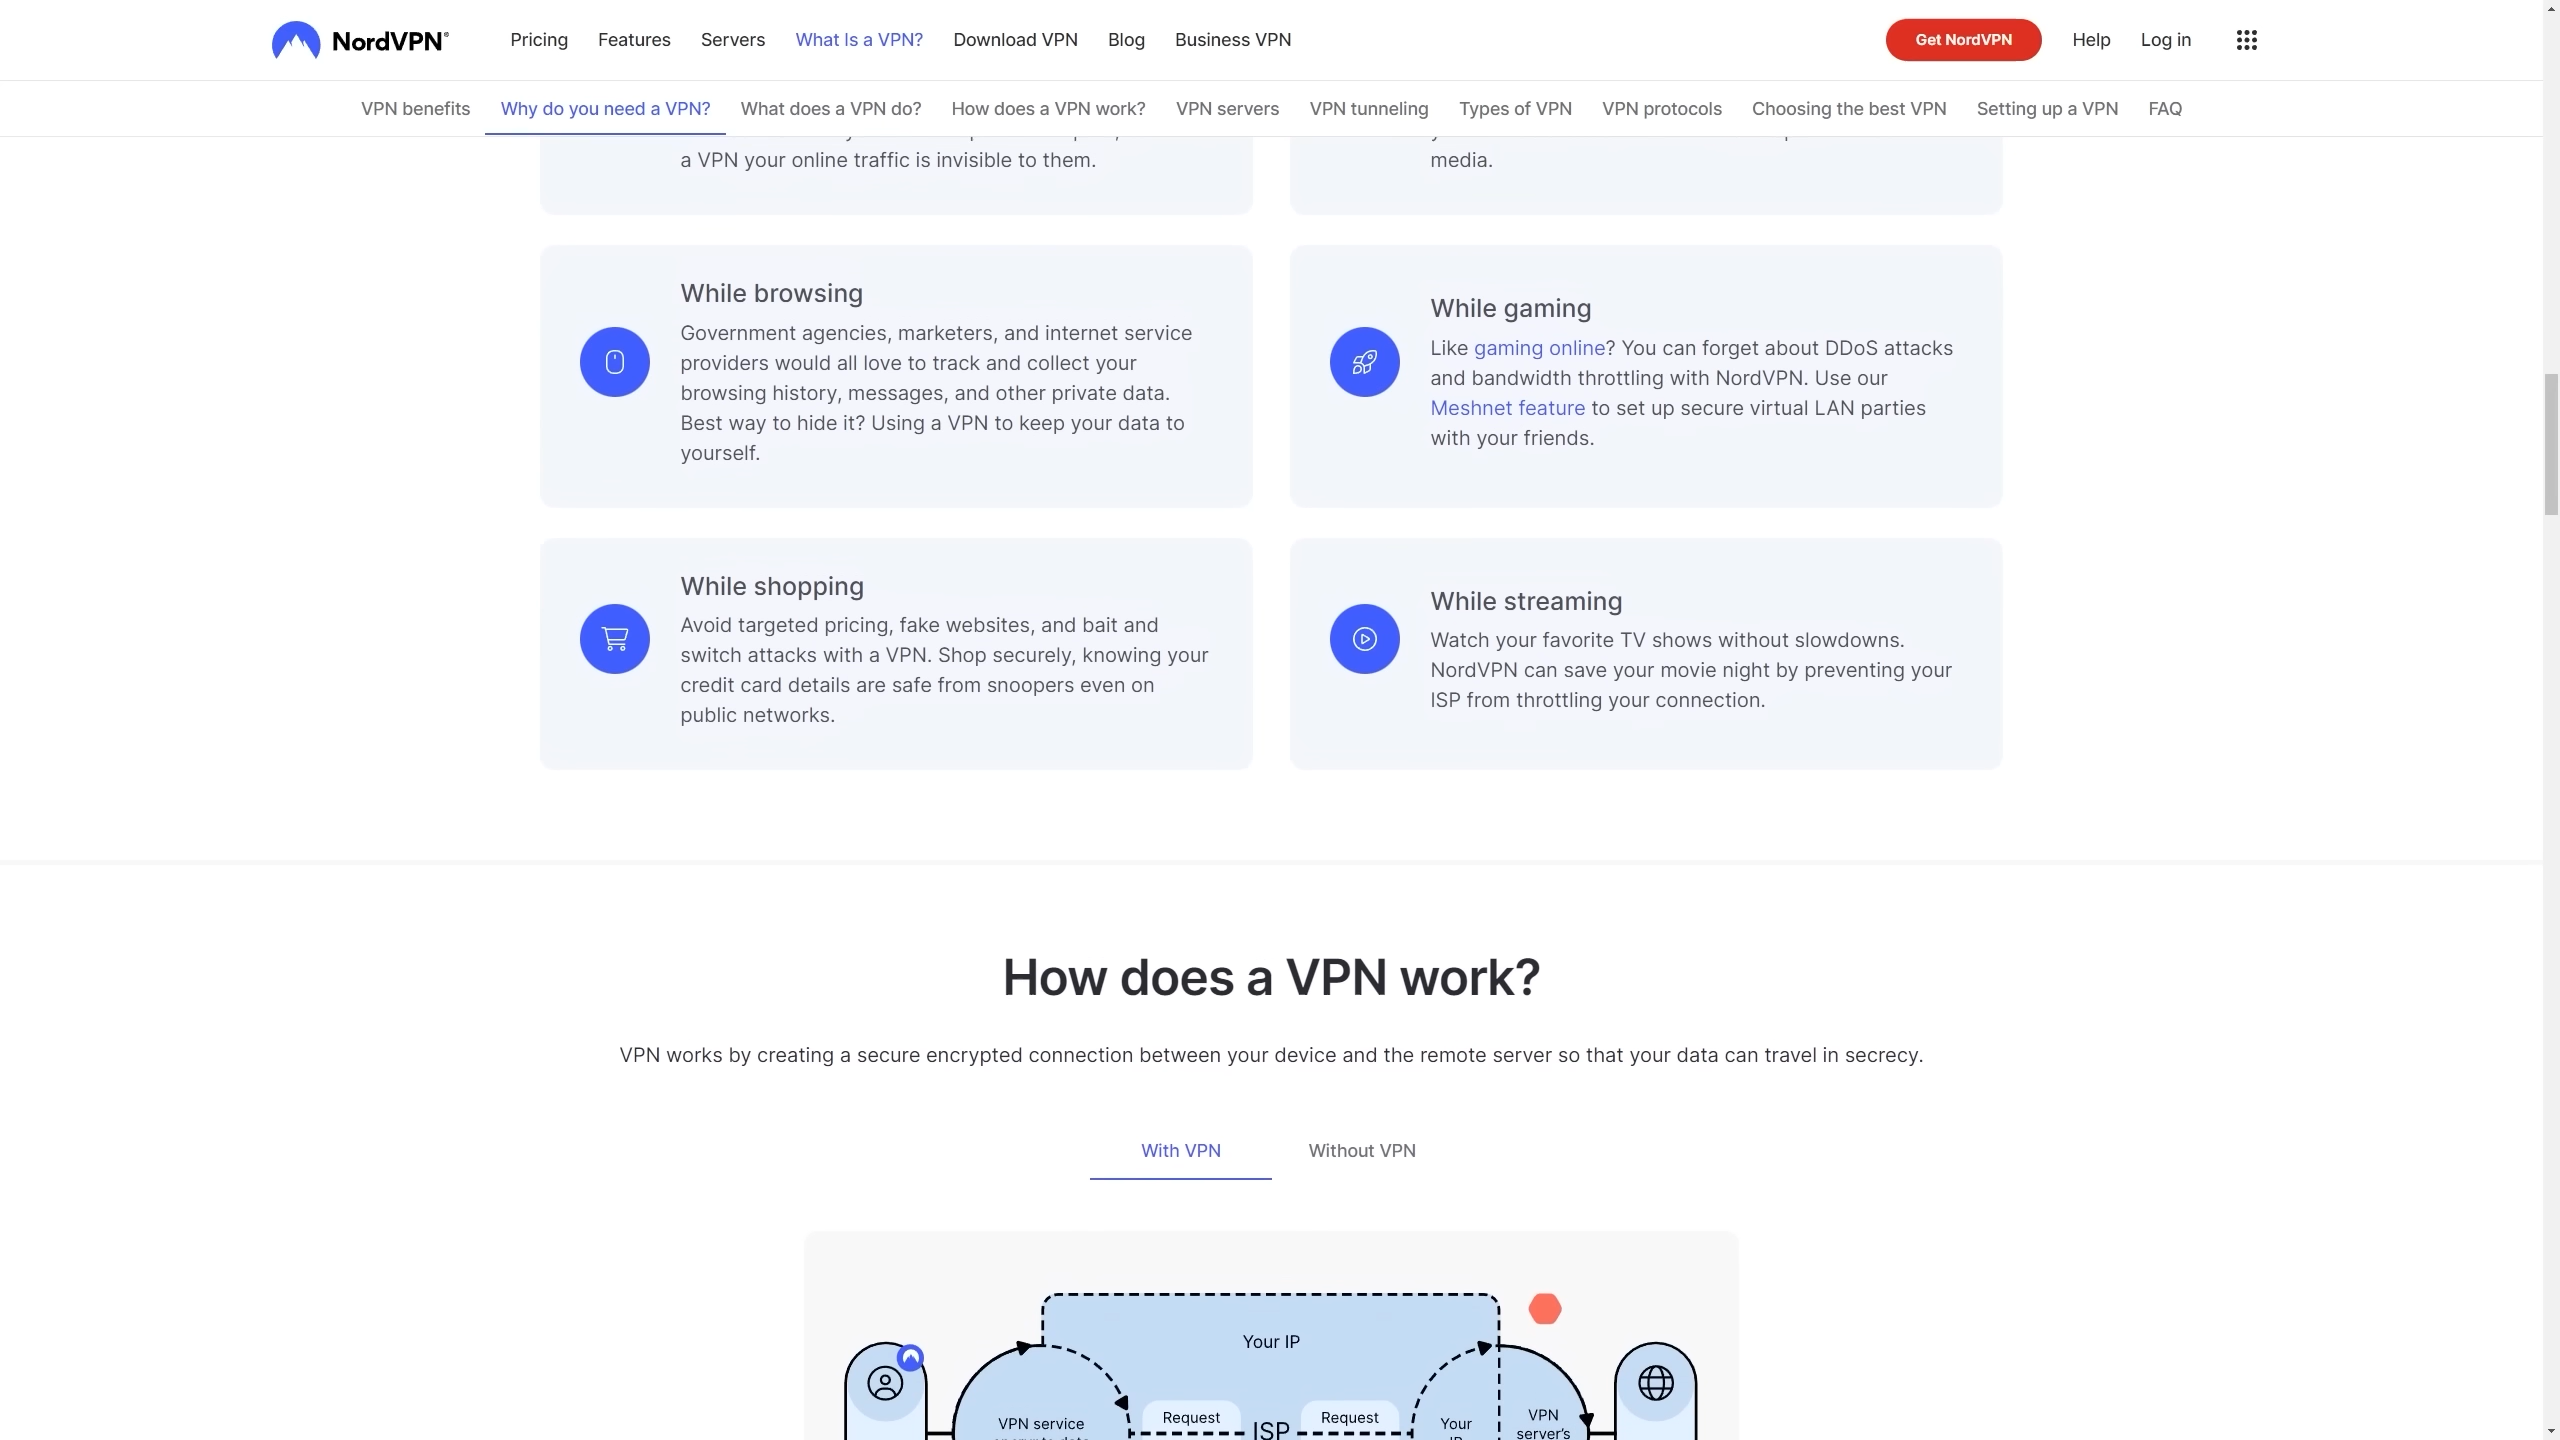 NordVPN®
Pricing
Features
Servers
What Is a VPN?
Download VPN
Blog
Business VPN
Get NordVPN
Help
Log in
VPN benefits
Why do you need a VPN?
What does a VPN do?
How does a VPN work?
VPN servers
VPN tunneling
Types of VPN
VPN protocols
Choosing the best VPN
Setting up a VPN
FAQ
a VPN your online traffic is invisible to them.
media.
While browsing
Government agencies, marketers, and internet service
providers would all love to track and collect your
browsing history, messages, and other private data.
Best way to hide it? Using a VPN to keep your data to
yourself.
While gaming
Like gaming online? You can forget about DDoS attacks
and bandwidth throttling with NordVPN. Use our
Meshnet feature to set up secure virtual LAN parties
with your friends.
While shopping
Avoid targeted pricing, fake websites, and bait and
switch attacks with a VPN. Shop securely, knowing your
credit card details are safe from snoopers even on
public networks.
While streaming
Watch your favorite TV shows without slowdowns.
NordVPN can save your movie night by preventing your
ISP from throttling your connection.
How does a VPN work?
VPN works by creating a secure encrypted connection between your device and the remote server so that your data can travel in secrecy.
With VPN
Without VPN
Your IP
VPN service
Request
ISP
Request
Your
VPN
server's